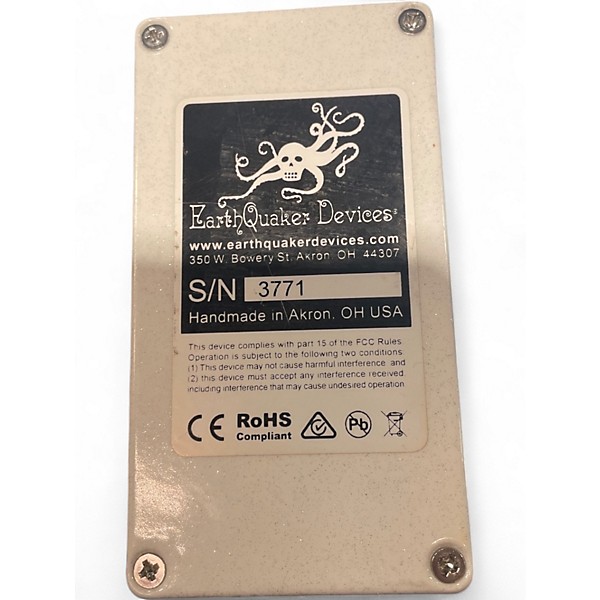 EarthQuaker Devices
www.earthquakerdevices.com
350 W. Bowery St. Akron OH 44307
S/N 3771
Handmade in Akron. OH USA
This device complies with part 15 of the FCC Rules
Operation is subject to the following two conditions
(1) This device may not cause harmful interference and
(2) this device must accept any interference received,
including interference that may cause undesired operation
CE RoHS Pb
Compliant